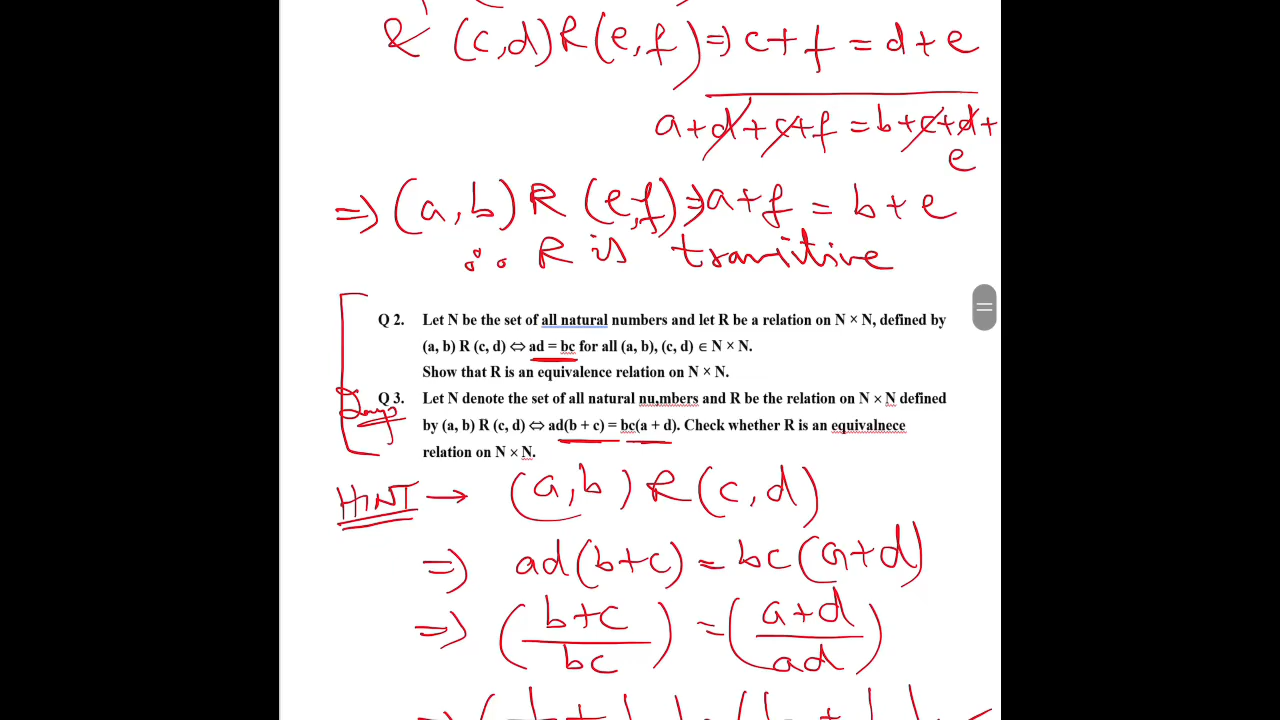 & (c,d)R(e,f) ⇒ c+f = d+e
a+d+c+f = b+c+d+
e
⇒ (a,b) R (e,f) ⇒ a+f = b+e
∴ R is tranitive
Q 2. Let N be the set of all natural numbers and let R be a relation on N × N, defined by
(a, b) R (c, d) ⇔ ad = bc for all (a, b), (c, d) ∈ N × N.
Show that R is an equivalence relation on N × N.
Q 3. Let N denote the set of all natural nu,mbers and R be the relation on N × N defined
by (a, b) R (c, d) ⇔ ad(b + c) = bc(a + d). Check whether R is an equivalnece
relation on N × N.
HINT → (a,b) R (c,d)
⇒ ad(b+c) = bc(a+d)
⇒ (b+c/bc) = (a+d/ad)